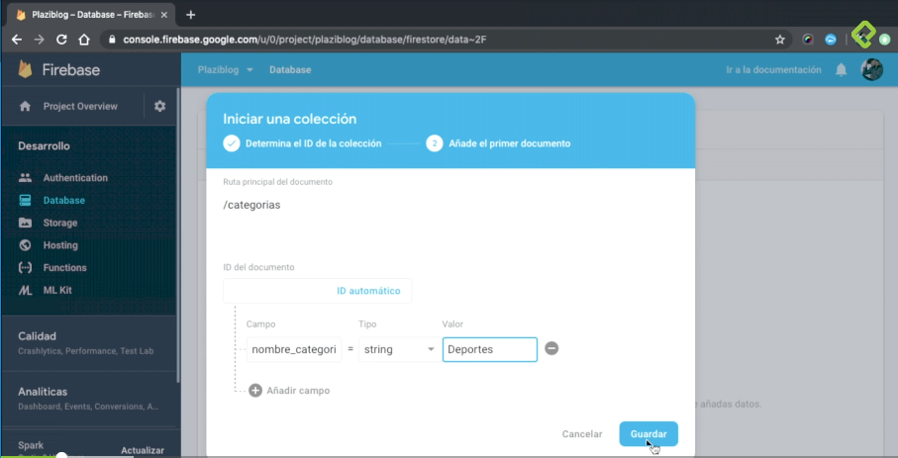 Plaziblog – Database – Firebas
console.firebase.google.com/u/0/project/plaziblog/database/firestore/data~2F
Firebase
Plaziblog
Database
Ir a la documentación
Project Overview
Desarrollo
Authentication
Database
Storage
Hosting
Functions
ML Kit
Calidad
Crashlytics, Performance, Test Lab
Analíticas
Dashboard, Events, Conversions, A...
Spark
Actualizar
Iniciar una colección
Determina el ID de la colección
2 Añade el primer documento
Ruta principal del documento
/categorias
ID del documento
ID automático
Campo
Tipo
Valor
nombre_categori = string Deportes
Añadir campo
añadas datos.
Cancelar
Guardar